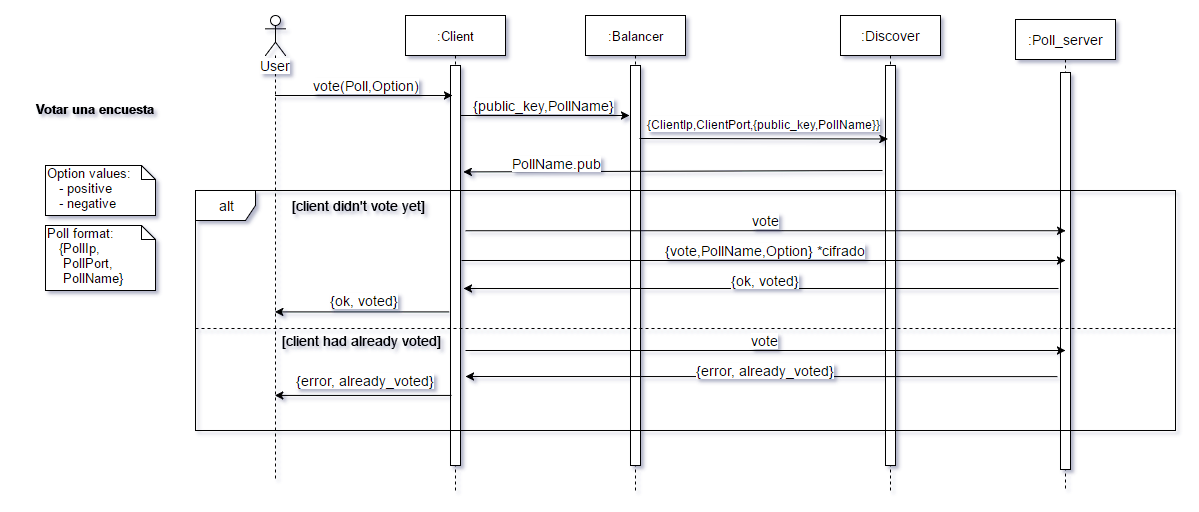 :Client
:Balancer
:Discover
:Poll_server
User
vote(Poll,Option)
Votar una encuesta
{public_key,PollName}
{ClientIp,ClientPort,{public_key,PollName}}
PollName.pub
Option values:
- positive
- negative
alt
[client didn't vote yet]
vote
Poll format:
{PollIp,
PollPort,
PollName}
{vote,PollName,Option} *cifrado
{ok, voted}
{ok, voted}
[client had already voted]
vote
{error, already_voted}
{error, already_voted}